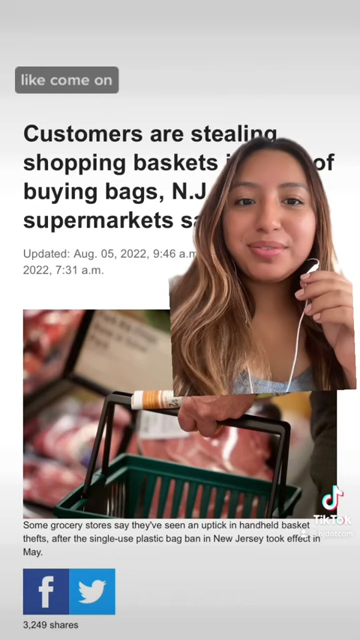 like come on
Customers are stealing
shopping baskets of
buying bags, N.J.
supermarkets
Updated: Aug. 05, 2022, 9:46 a.m
2022, 7:31 a.m.
Some grocery stores say they've seen an uptick in handheld basket
thefts, after the single-use plastic bag ban in New Jersey took effect in
May.
TikTok
3,249 shares